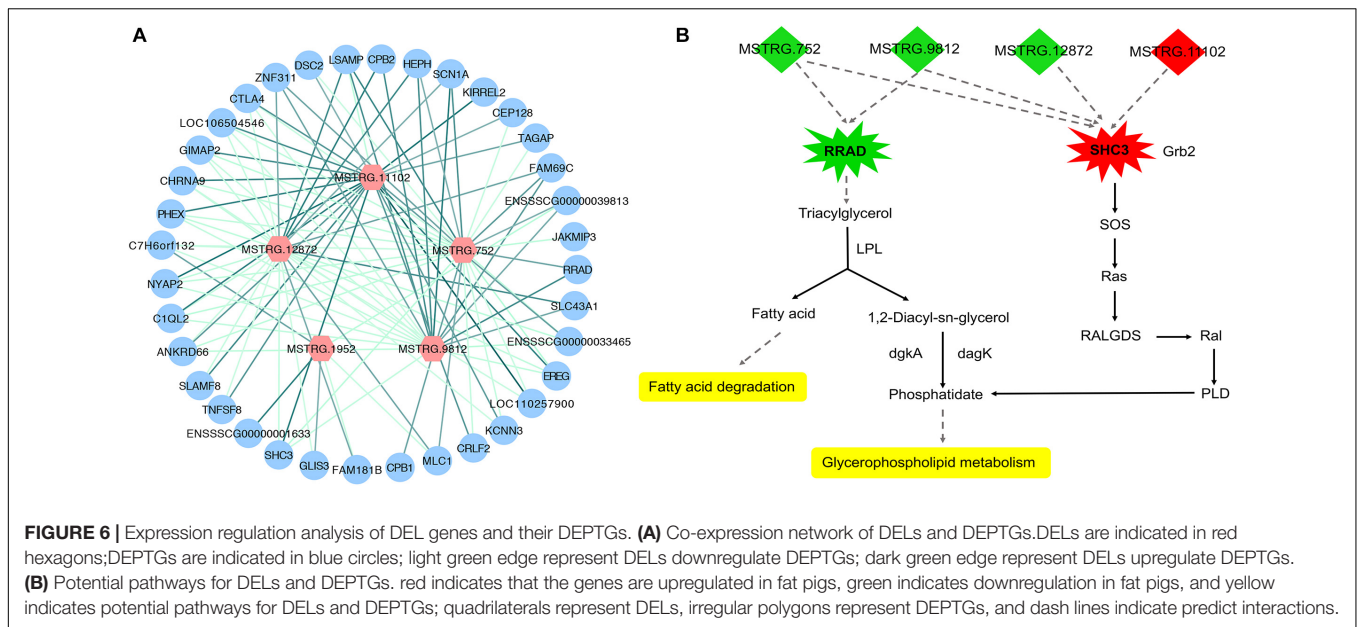 A
B
DSC2
LSAMP
CPB2
HEPH
SCN1A
KIRREL2
CEP128
TAGAP
FAM69C
ENSSSCG00000039813
JAKMIP3
RRAD
SLC43A1
ENSSSCG00000033465
EREG
LOC110257900
KCNN3
CRLF2
MLC1
CPB1
FAM181B
GLIS3
SHC3
ENSSSCG00000001633
TNFSF8
SLAMF8
ANKRD66
C1QL2
NYAP2
C7H6orf132
PHEX
CHRNA9
GIMAP2
LOC106504546
CTLA4
ZNF311
MSTRG.11102
MSTRG.12872
MSTRG.752
MSTRG.1952
MSTRG.9812
MSTRG.752
MSTRG.9812
MSTRG.12872
MSTRG.11102
RRAD
SHC3
Grb2
Triacylglycerol
LPL
Fatty acid
1,2-Diacyl-sn-glycerol
dgkA
dagK
Fatty acid degradation
Phosphatidate
Glycerophospholipid metabolism
SOS
Ras
RALGDS
Ral
PLD
FIGURE 6 | Expression regulation analysis of DEL genes and their DEPTGs. (A) Co-expression network of DELs and DEPTGs.DELs are indicated in red
hexagons;DEPTGs are indicated in blue circles; light green edge represent DELs downregulate DEPTGs; dark green edge represent DELs upregulate DEPTGs.
(B) Potential pathways for DELs and DEPTGs. red indicates that the genes are upregulated in fat pigs, green indicates downregulation in fat pigs, and yellow
indicates potential pathways for DELs and DEPTGs; quadrilaterals represent DELs, irregular polygons represent DEPTGs, and dash lines indicate predict interactions.